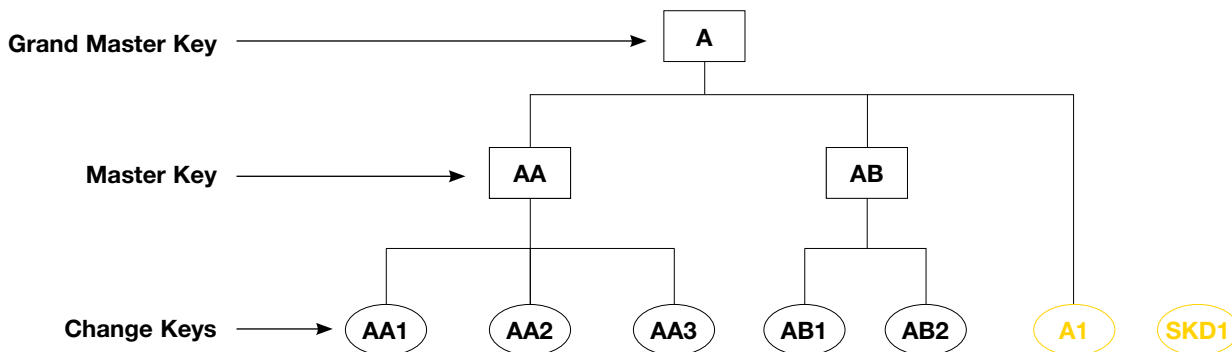 Grand Master Key
A
Master Key
AA
AB
Change Keys
AA1
AA2
AA3
AB1
AB2
A1
SKD1